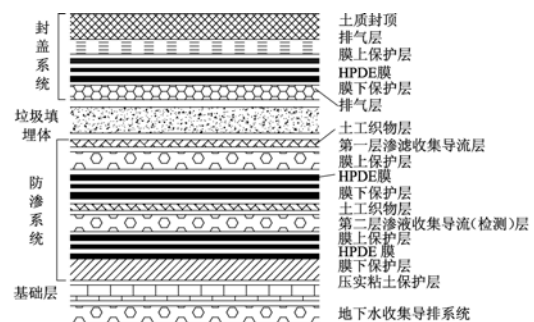 封盖系统
垃圾填
埋体
防渗系统
基础层
土质封顶
排气层
膜上保护层
HPDE膜
膜下保护层
排气层
土工织物层
第一层渗滤收集导流层
膜上保护层
HPDE膜
膜下保护层
土工织物层
第二层渗液收集导流(检测)层
膜上保护层
HPDE 膜
膜下保护层
压实粘土保护层
地下水收集导排系统